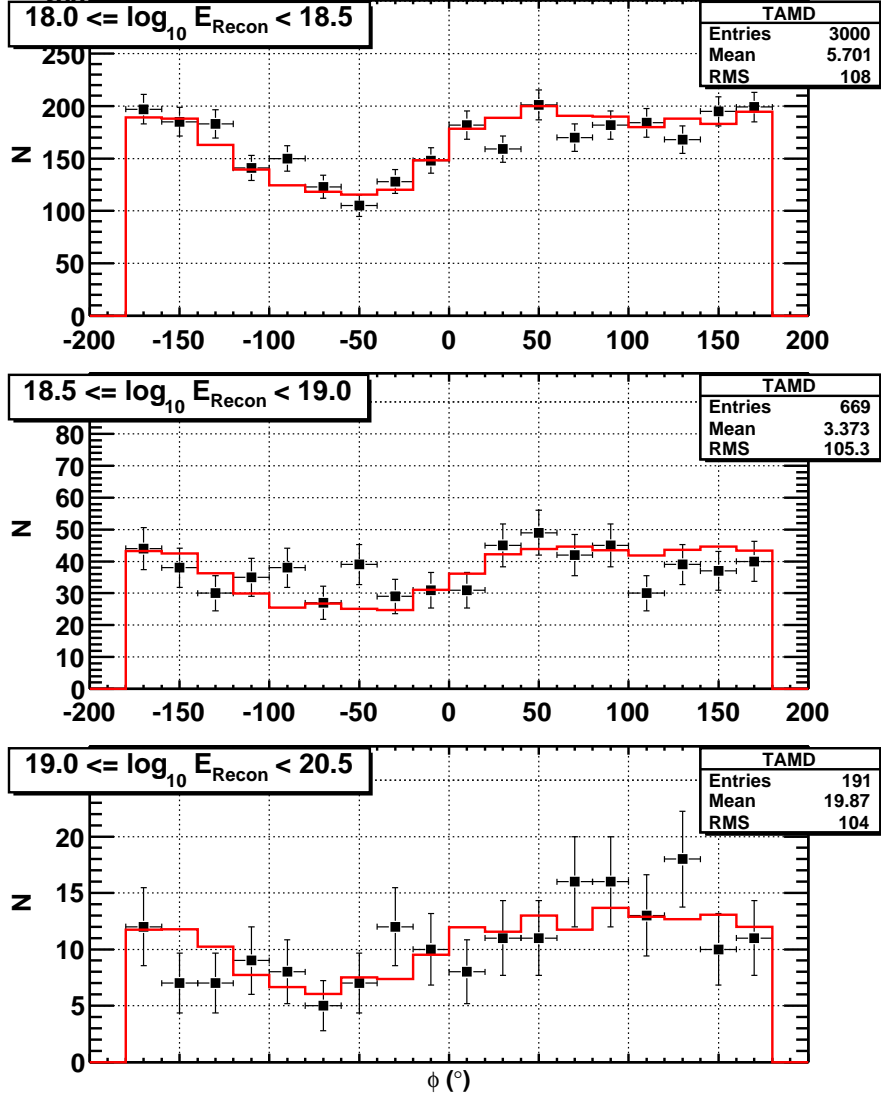 18.0 <= log10 E_Recon < 18.5
TAMD
Entries 3000
Mean 5.701
RMS 108
250
200
150
100
50
0
N
-200 -150 -100 -50 0 50 100 150 200
18.5 <= log10 E_Recon < 19.0
TAMD
Entries 669
Mean 3.373
RMS 105.3
80
70
60
50
40
30
20
10
0
N
-200 -150 -100 -50 0 50 100 150 200
19.0 <= log10 E_Recon < 20.5
TAMD
Entries 191
Mean 19.87
RMS 104
20
15
10
5
0
N
ϕ (°)